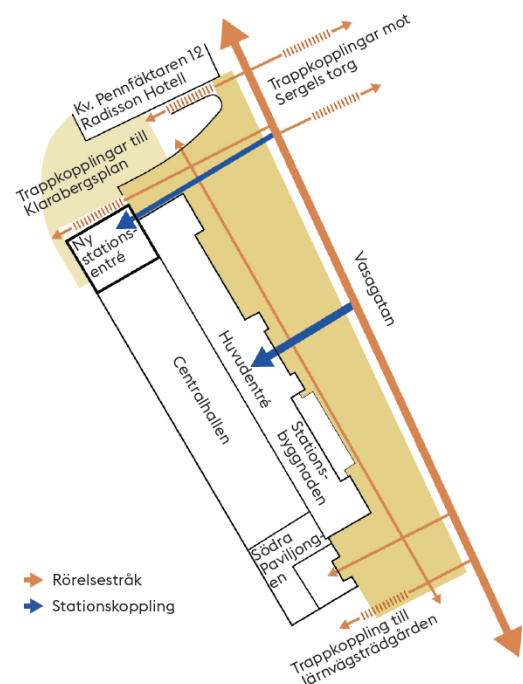 Kv. Pennfäktaren 12
Radisson Hotell
Trappkopplingar mot
Sergels torg
Trappkopplingar till
Klarabergsplan
Ny
stations-
entré
Vasagatan
Huvudentré
Centralhallen
Stations-
byggnaden
Södra
Paviljong-
en
Rörelsestråk
Stationskoppling
Trappkoppling till
Järnvägsträdgården